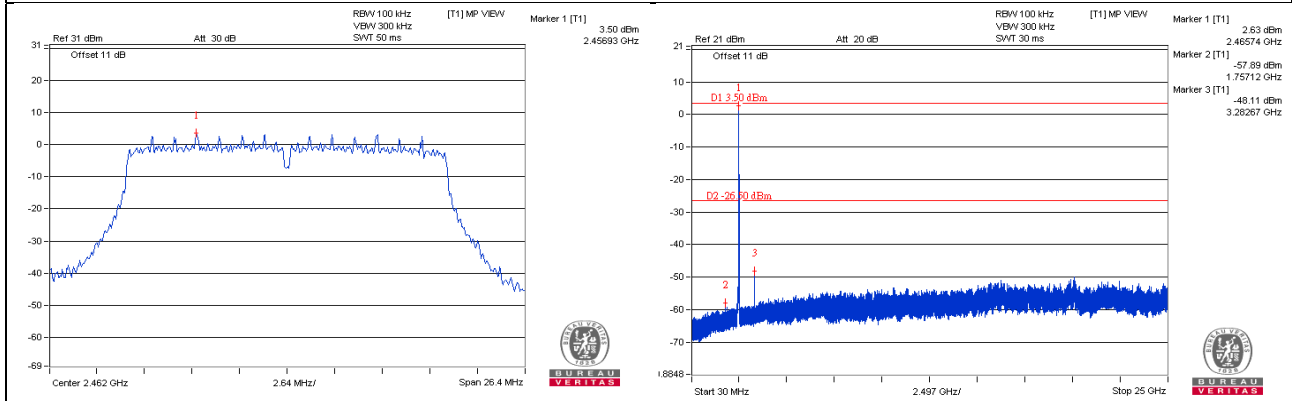 RBW 100 kHz [T1] MP VIEW
VBW 300 kHz
Ref 31 dBm Att 30 dB SWT 50 ms
Marker 1 [T1]
3.50 dBm
2.45693 GHz
31
Offset 11 dB
20
10
0
-10
-20
-30
-40
-50
-60
-69
1
Center 2.462 GHz 2.64 MHz/ Span 26.4 MHz
1828
BUREAU
VERITAS
RBW 100 kHz [T1] MP VIEW
VBW 300 kHz
Ref 21 dBm Att 20 dB SWT 30 ms
Marker 1 [T1]
2.63 dBm
2.46574 GHz
Marker 2 [T1]
-57.89 dBm
1.75712 GHz
Marker 3 [T1]
-48.11 dBm
3.28267 GHz
21
Offset 11 dB
10
0
-10
-20
-30
-40
-50
-60
-70
.8848
1
D1 3.50 dBm
D2 -26.50 dBm
2
3
Start 30 MHz 2.497 GHz/ Stop 25 GHz
1828
BUREAU
VERITAS